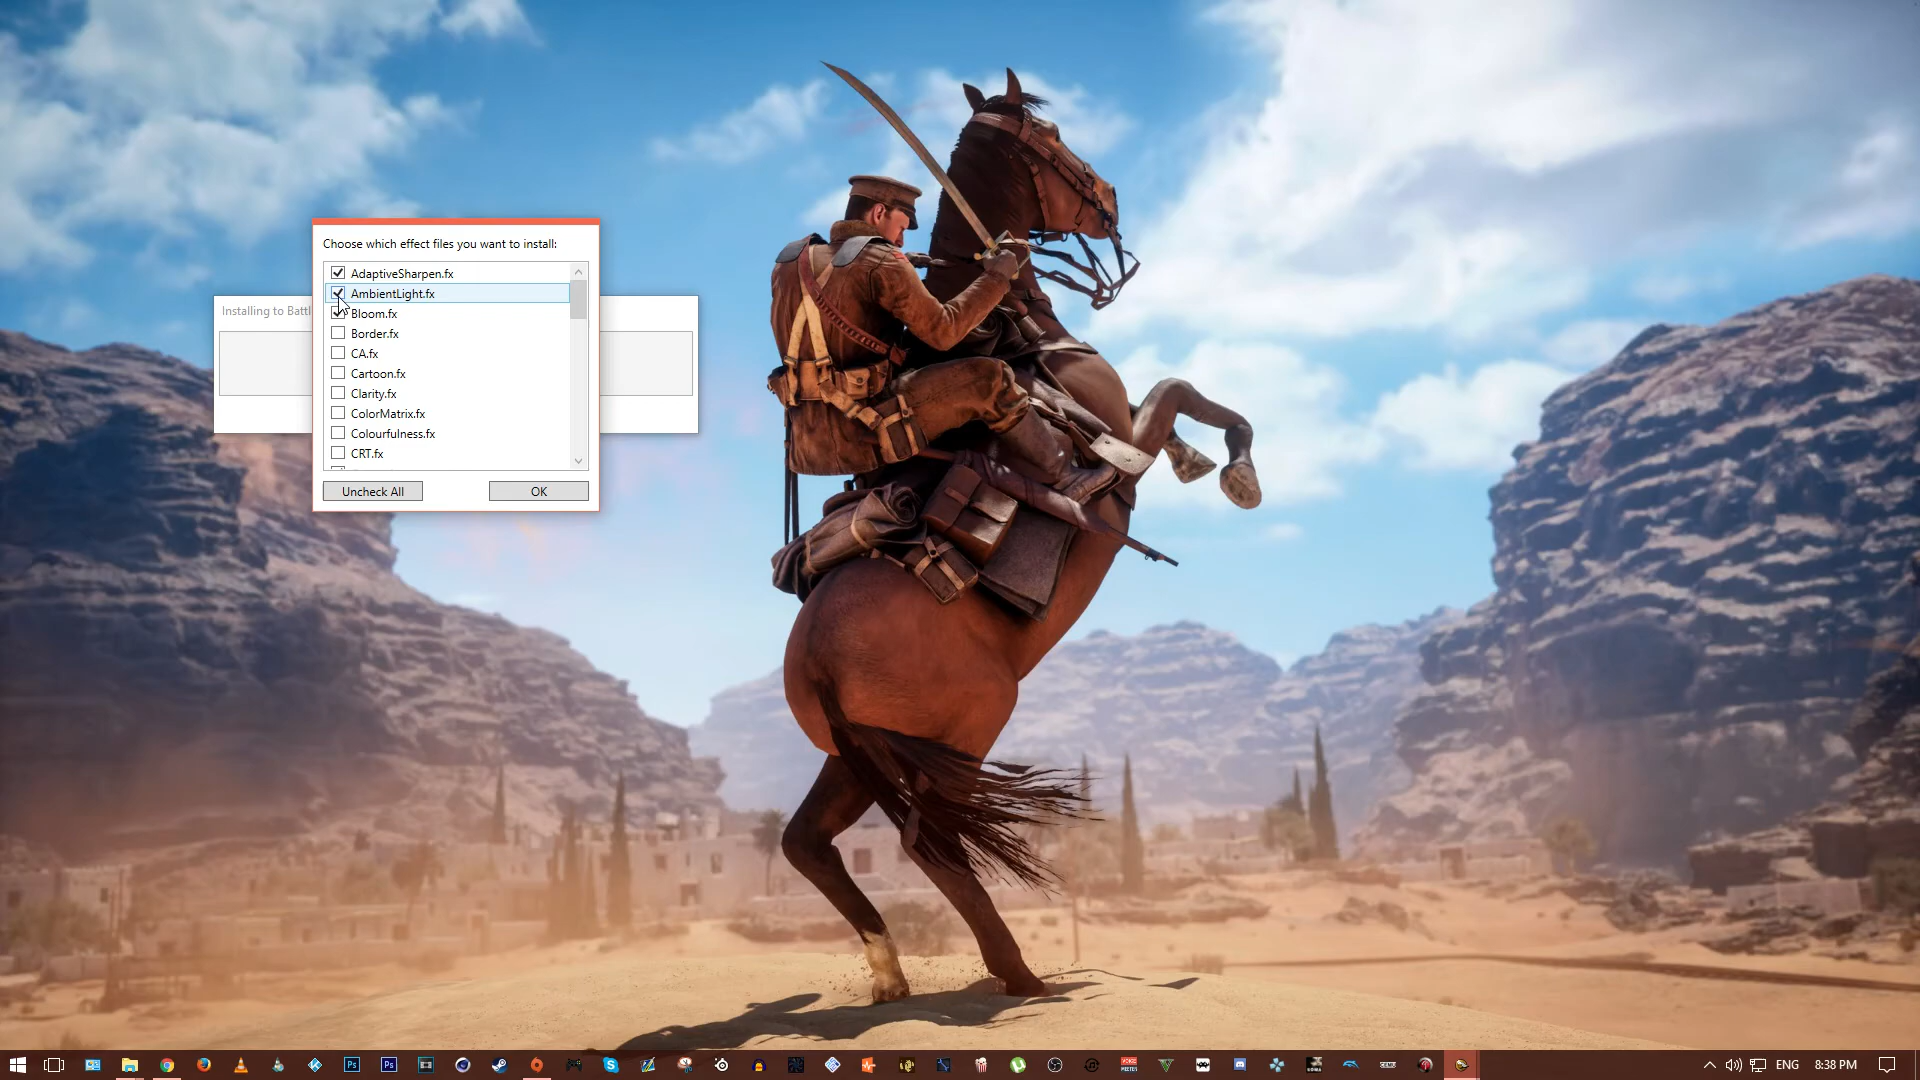 Choose which effect files you want to install:
AdaptiveSharpen.fx
AmbientLight.fx
Installing to Battl
Bloom.fx
Border.fx
CA.fx
Cartoon.fx
Clarity.fx
ColorMatrix.fx
Colourfulness.fx
CRT.fx
Uncheck All
OK
Ps
Ps
ENG
8:38 PM